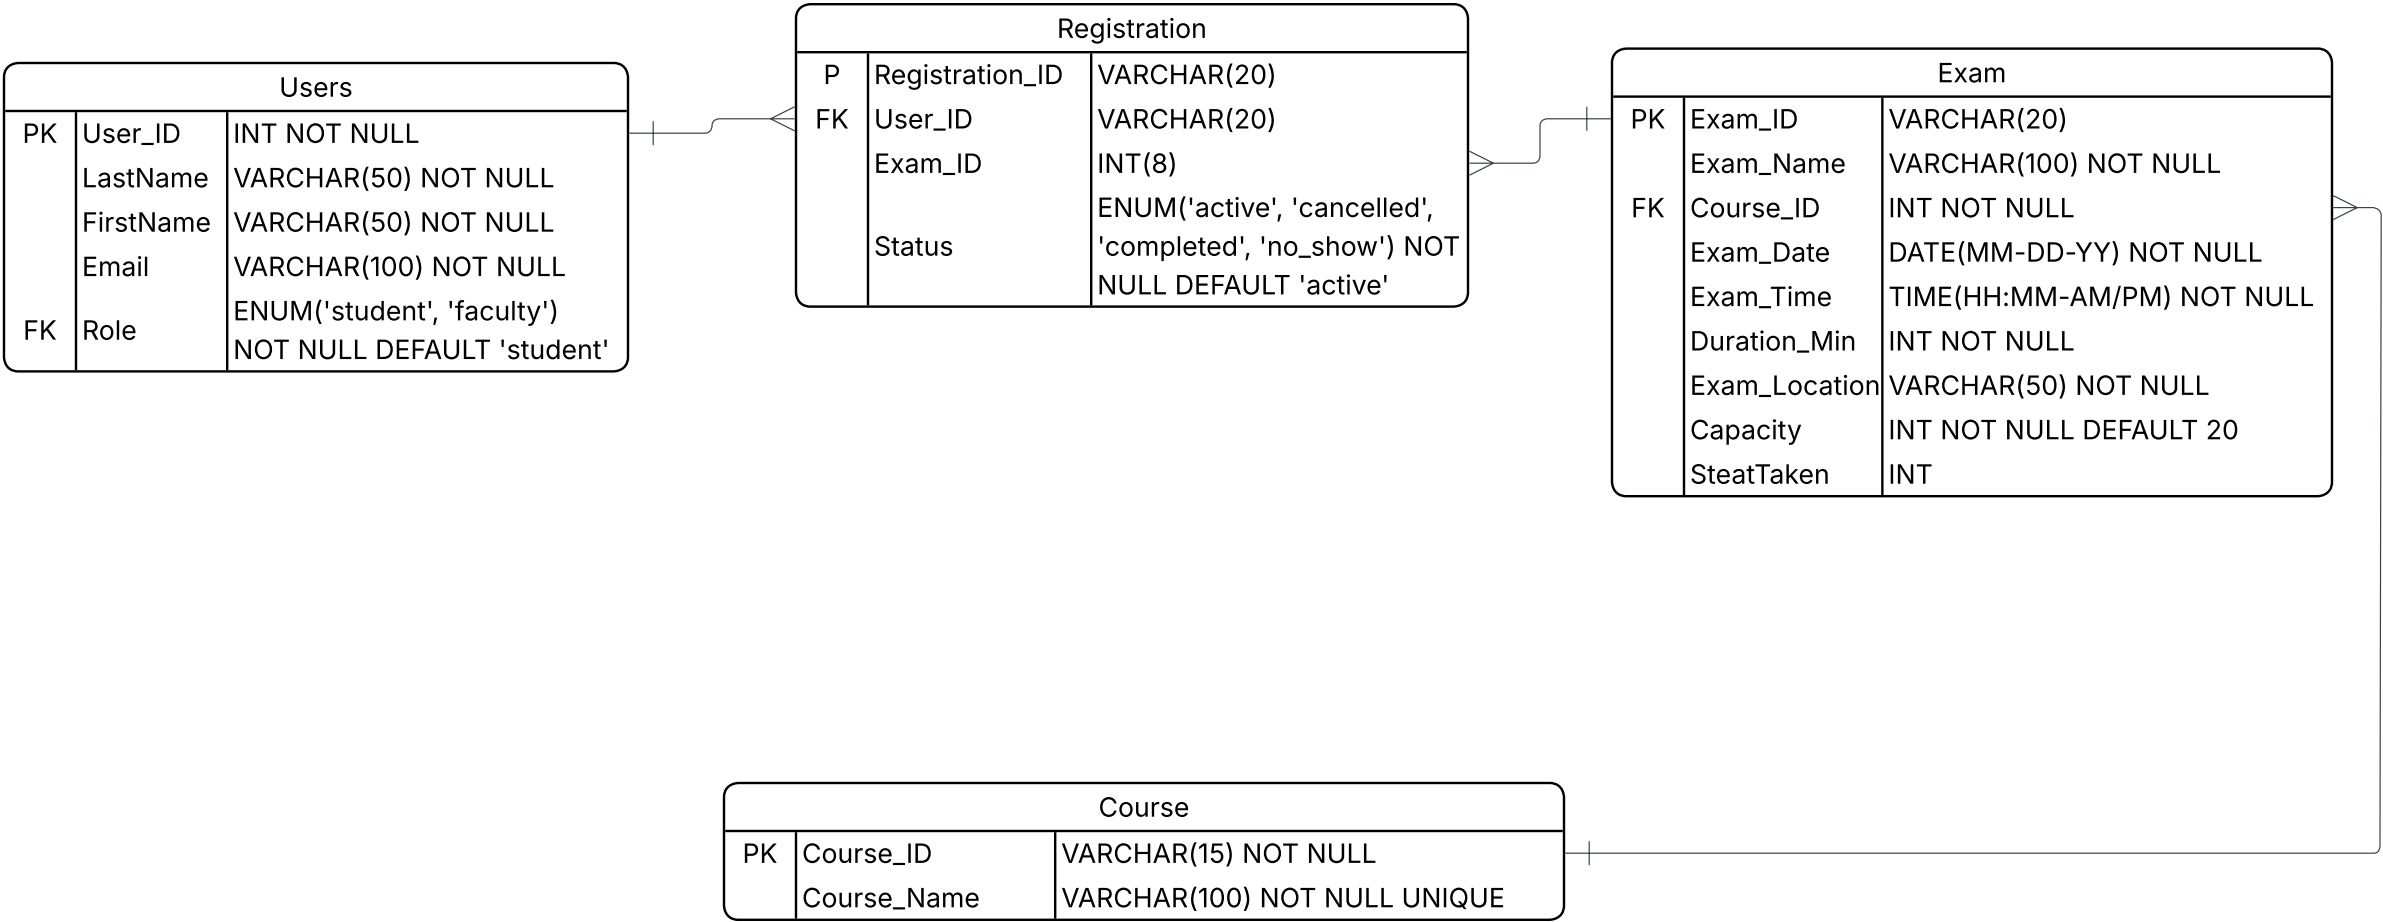 Users
PK User_ID INT NOT NULL
LastName VARCHAR(50) NOT NULL
FirstName VARCHAR(50) NOT NULL
Email VARCHAR(100) NOT NULL
FK Role ENUM('student', 'faculty')
NOT NULL DEFAULT 'student'
Registration
P Registration_ID VARCHAR(20)
FK User_ID VARCHAR(20)
Exam_ID INT(8)
Status ENUM('active', 'cancelled',
'completed', 'no_show') NOT
NULL DEFAULT 'active'
Exam
PK Exam_ID VARCHAR(20)
Exam_Name VARCHAR(100) NOT NULL
FK Course_ID INT NOT NULL
Exam_Date DATE(MM-DD-YY) NOT NULL
Exam_Time TIME(HH:MM-AM/PM) NOT NULL
Duration_Min INT NOT NULL
Exam_Location VARCHAR(50) NOT NULL
Capacity INT NOT NULL DEFAULT 20
SteatTaken INT
Course
PK Course_ID VARCHAR(15) NOT NULL
Course_Name VARCHAR(100) NOT NULL UNIQUE